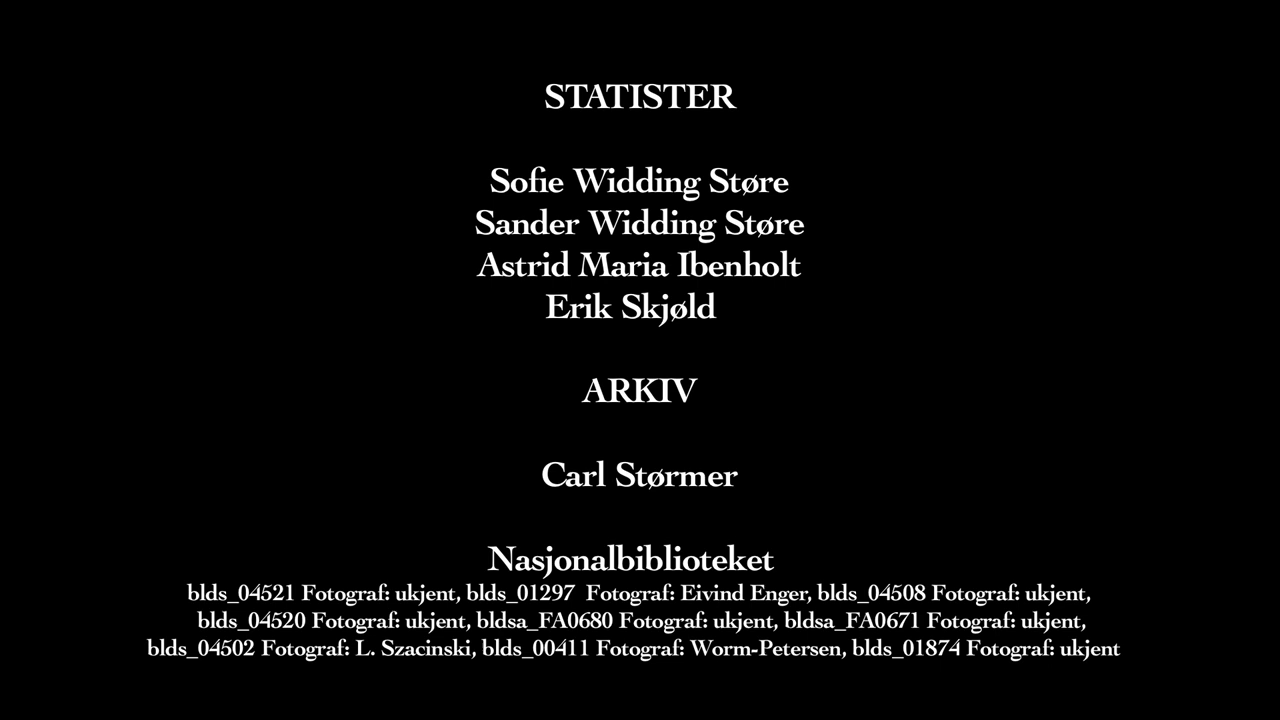 STATISTER
Sofie Widding Støre
Sander Widding Støre
Astrid Maria Ibenholt
Erik Skjøld
ARKIV
Carl Størmer
Nasjonalbiblioteket
blds_04521 Fotograf: ukjent, blds_01297  Fotograf: Eivind Enger, blds_04508 Fotograf: ukjent,
blds_04520 Fotograf: ukjent, bldsa_FA0680 Fotograf: ukjent, bldsa_FA0671 Fotograf: ukjent,
blds_04502 Fotograf: L. Szacinski, blds_00411 Fotograf: Worm-Petersen, blds_01874 Fotograf: ukjent